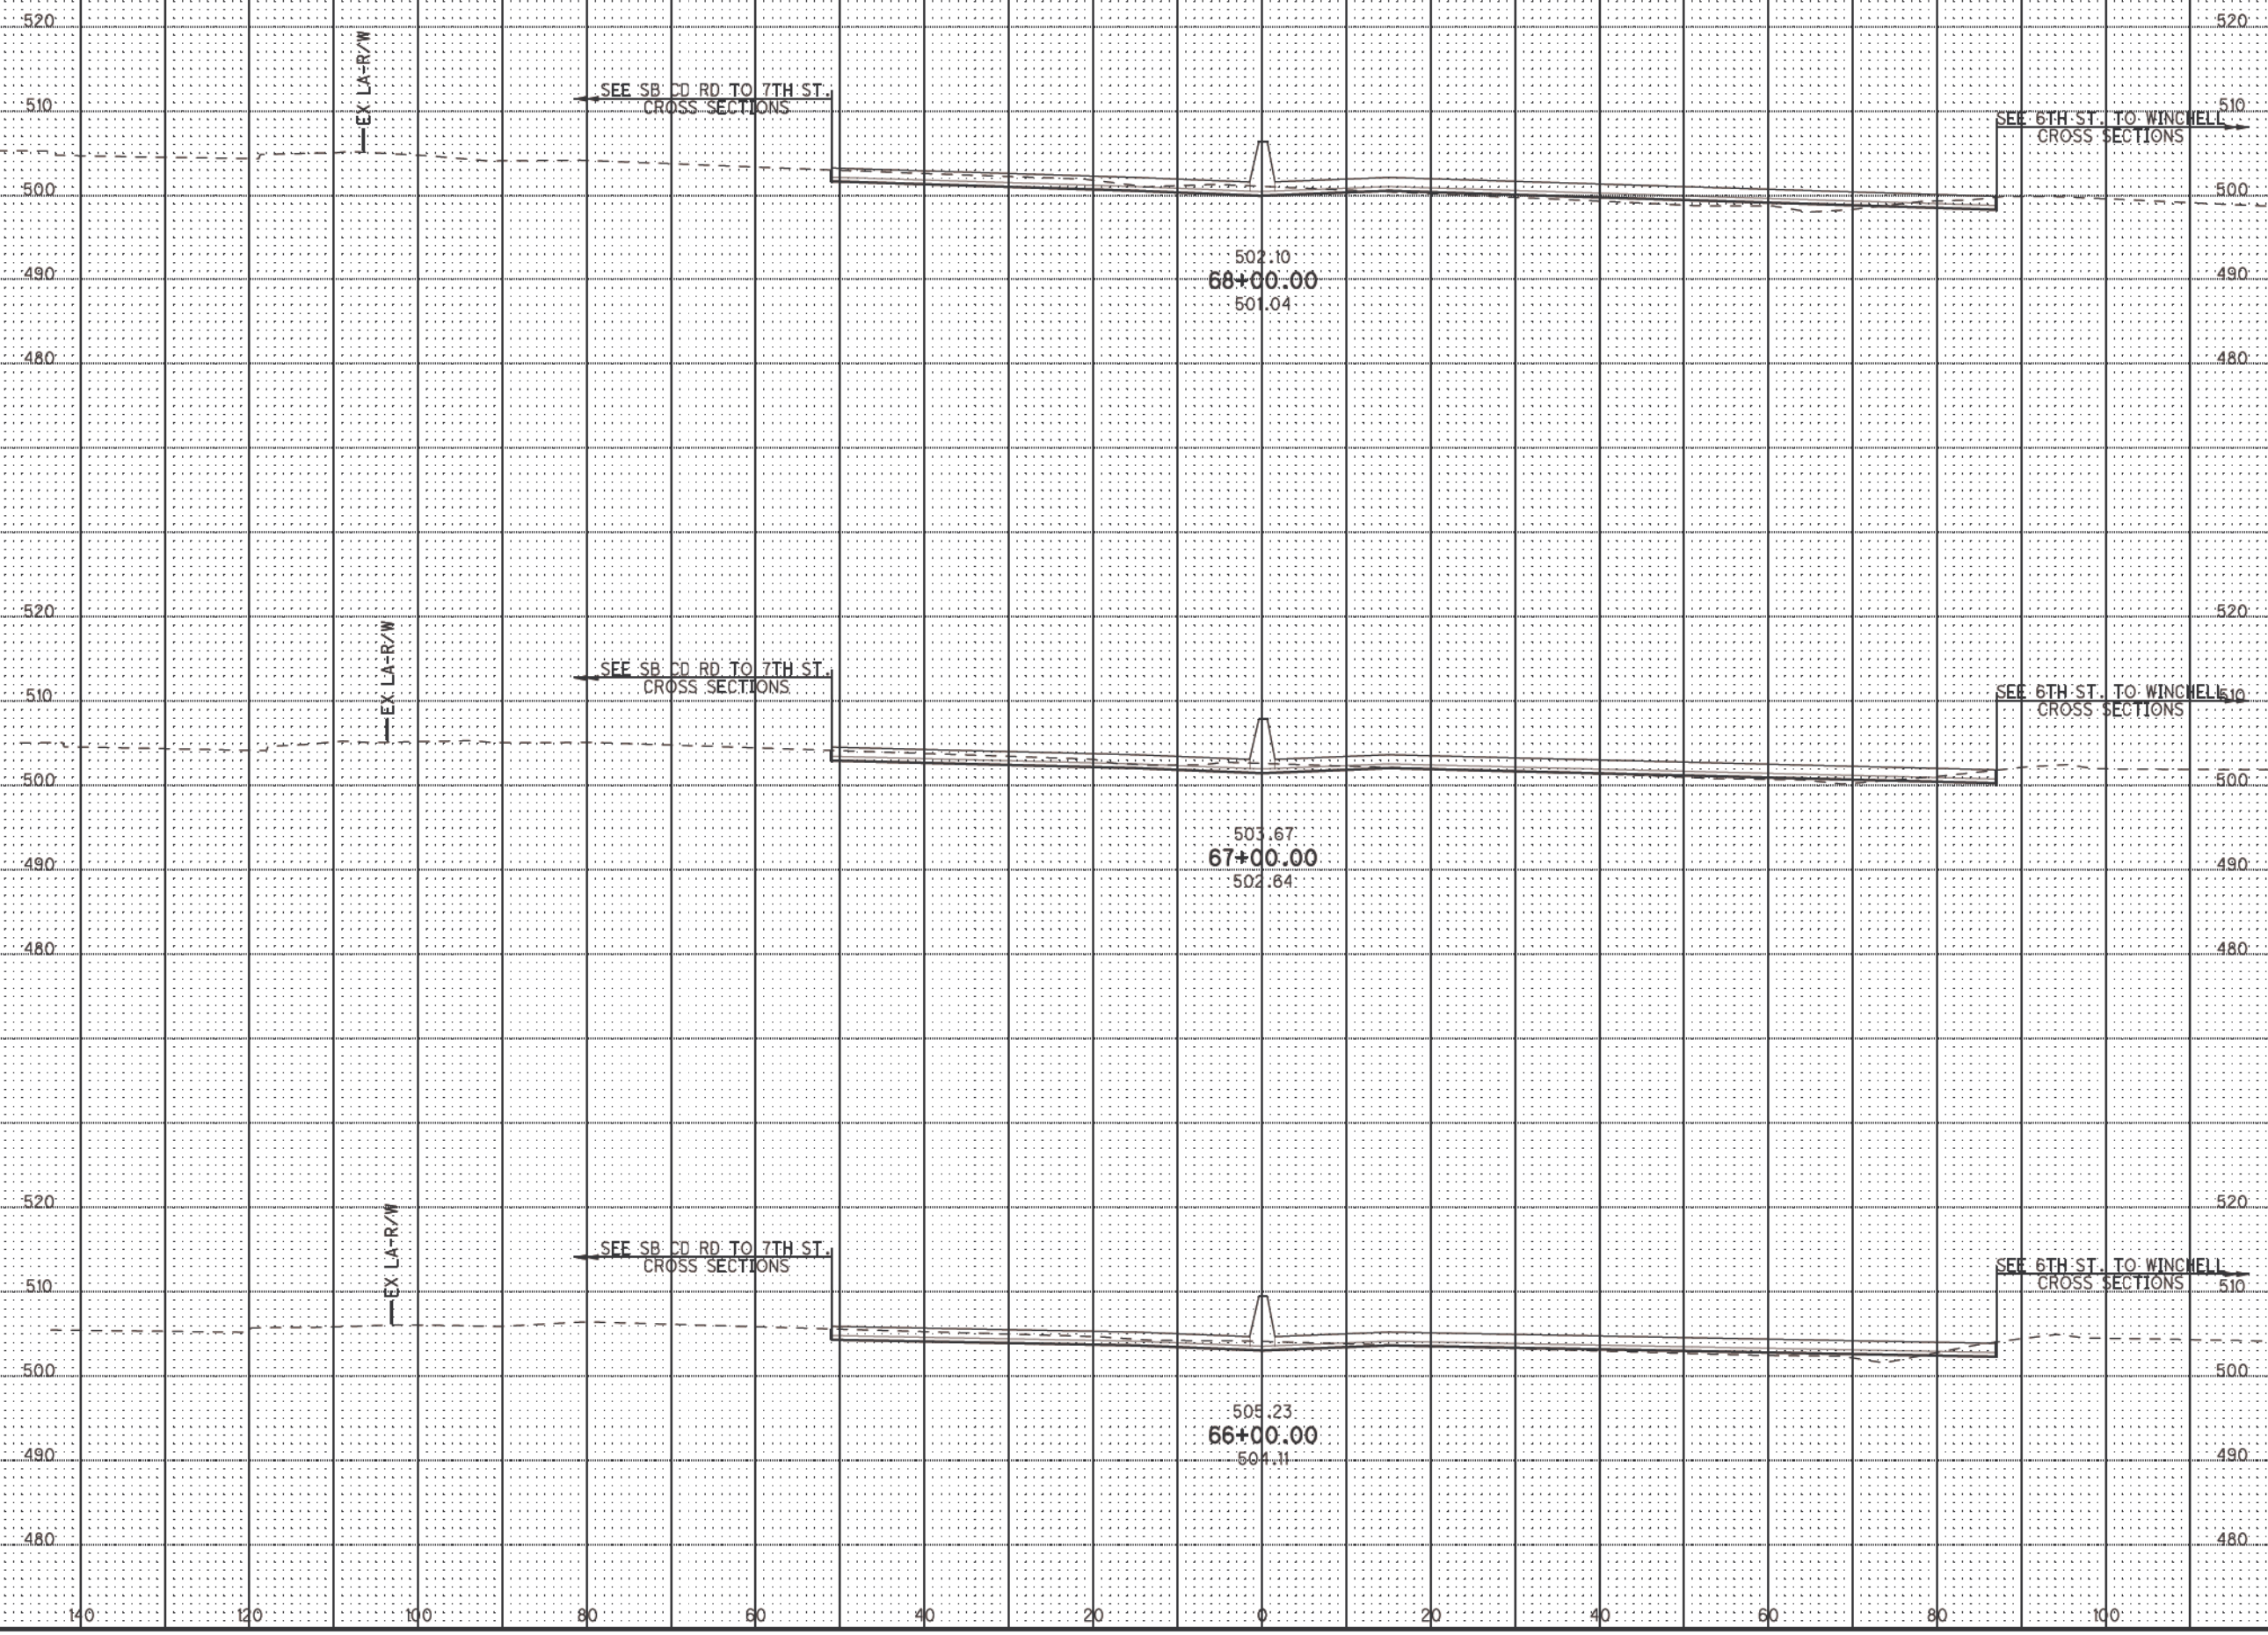 520 520
EX LA-R/W
SEE SB CD RD TO 7TH ST.
CROSS SECTIONS
510 510
SEE 6TH ST. TO WINCHELL
CROSS SECTIONS
500 500
502.10
490 68+00.00 490
501.04
480 480
520 520
EX LA-R/W
SEE SB CD RD TO 7TH ST.
CROSS SECTIONS
510 510
SEE 6TH ST. TO WINCHELL
CROSS SECTIONS
500 500
503.67
490 67+00.00 490
502.64
480 480
520 520
EX LA-R/W
SEE SB CD RD TO 7TH ST.
CROSS SECTIONS
SEE 6TH ST. TO WINCHELL
CROSS SECTIONS
510 510
500 500
505.23
66+00.00
490 504.11 490
480 480
140 120 100 80 60 40 20 0 20 40 60 80 100